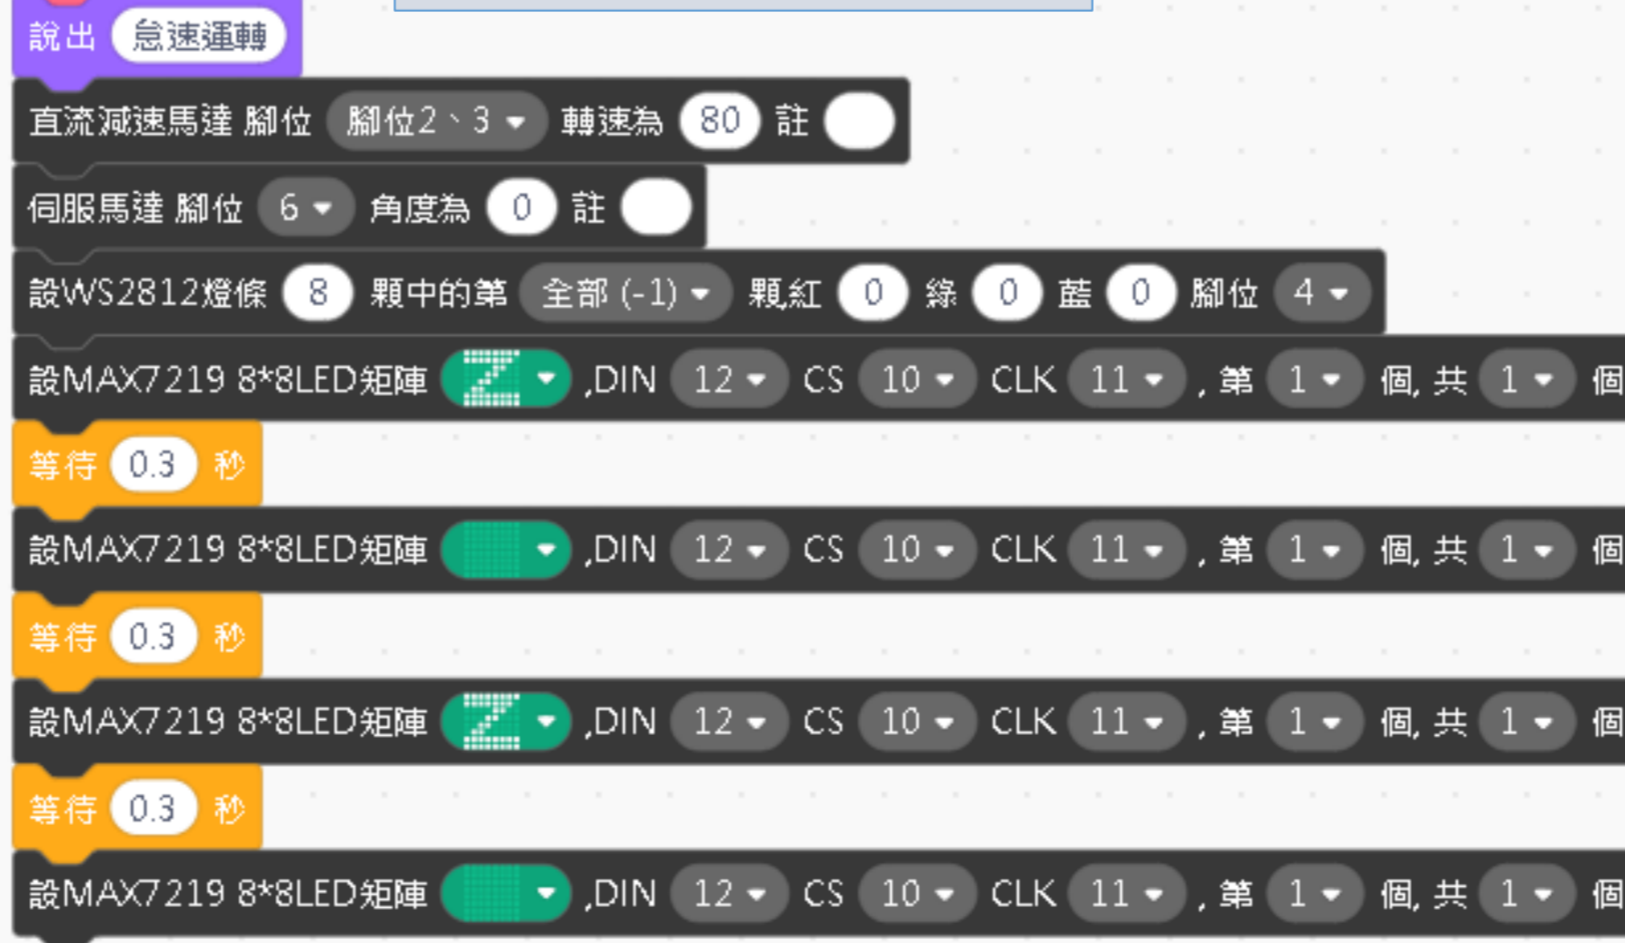 說出 怠速運轉
直流減速馬達 腳位 腳位2、3 轉速為 80 註
伺服馬達 腳位 6 角度為 0 註
設WS2812燈條 8 顆中的第 全部 (-1) 顆,紅 0 綠 0 藍 0 腳位 4
設MAX7219 8*8LED矩陣 ,DIN 12 CS 10 CLK 11 , 第 1 個, 共 1 個
等待 0.3 秒
設MAX7219 8*8LED矩陣 ,DIN 12 CS 10 CLK 11 , 第 1 個, 共 1 個
等待 0.3 秒
設MAX7219 8*8LED矩陣 ,DIN 12 CS 10 CLK 11 , 第 1 個, 共 1 個
等待 0.3 秒
設MAX7219 8*8LED矩陣 ,DIN 12 CS 10 CLK 11 , 第 1 個, 共 1 個